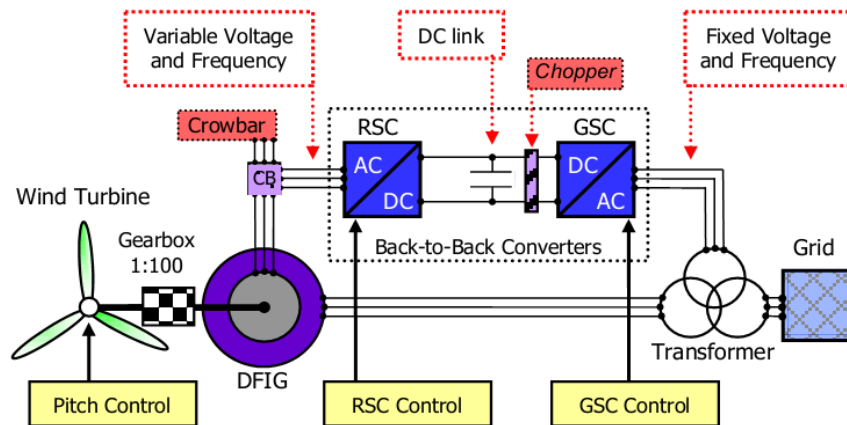 Variable Voltage
and Frequency
DC link
Fixed Voltage
and Frequency
Chopper
Crowbar
RSC
GSC
CB
AC
DC
DC
AC
Wind Turbine
Gearbox
1:100
Back-to-Back Converters
Grid
DFIG
Transformer
Pitch Control
RSC Control
GSC Control